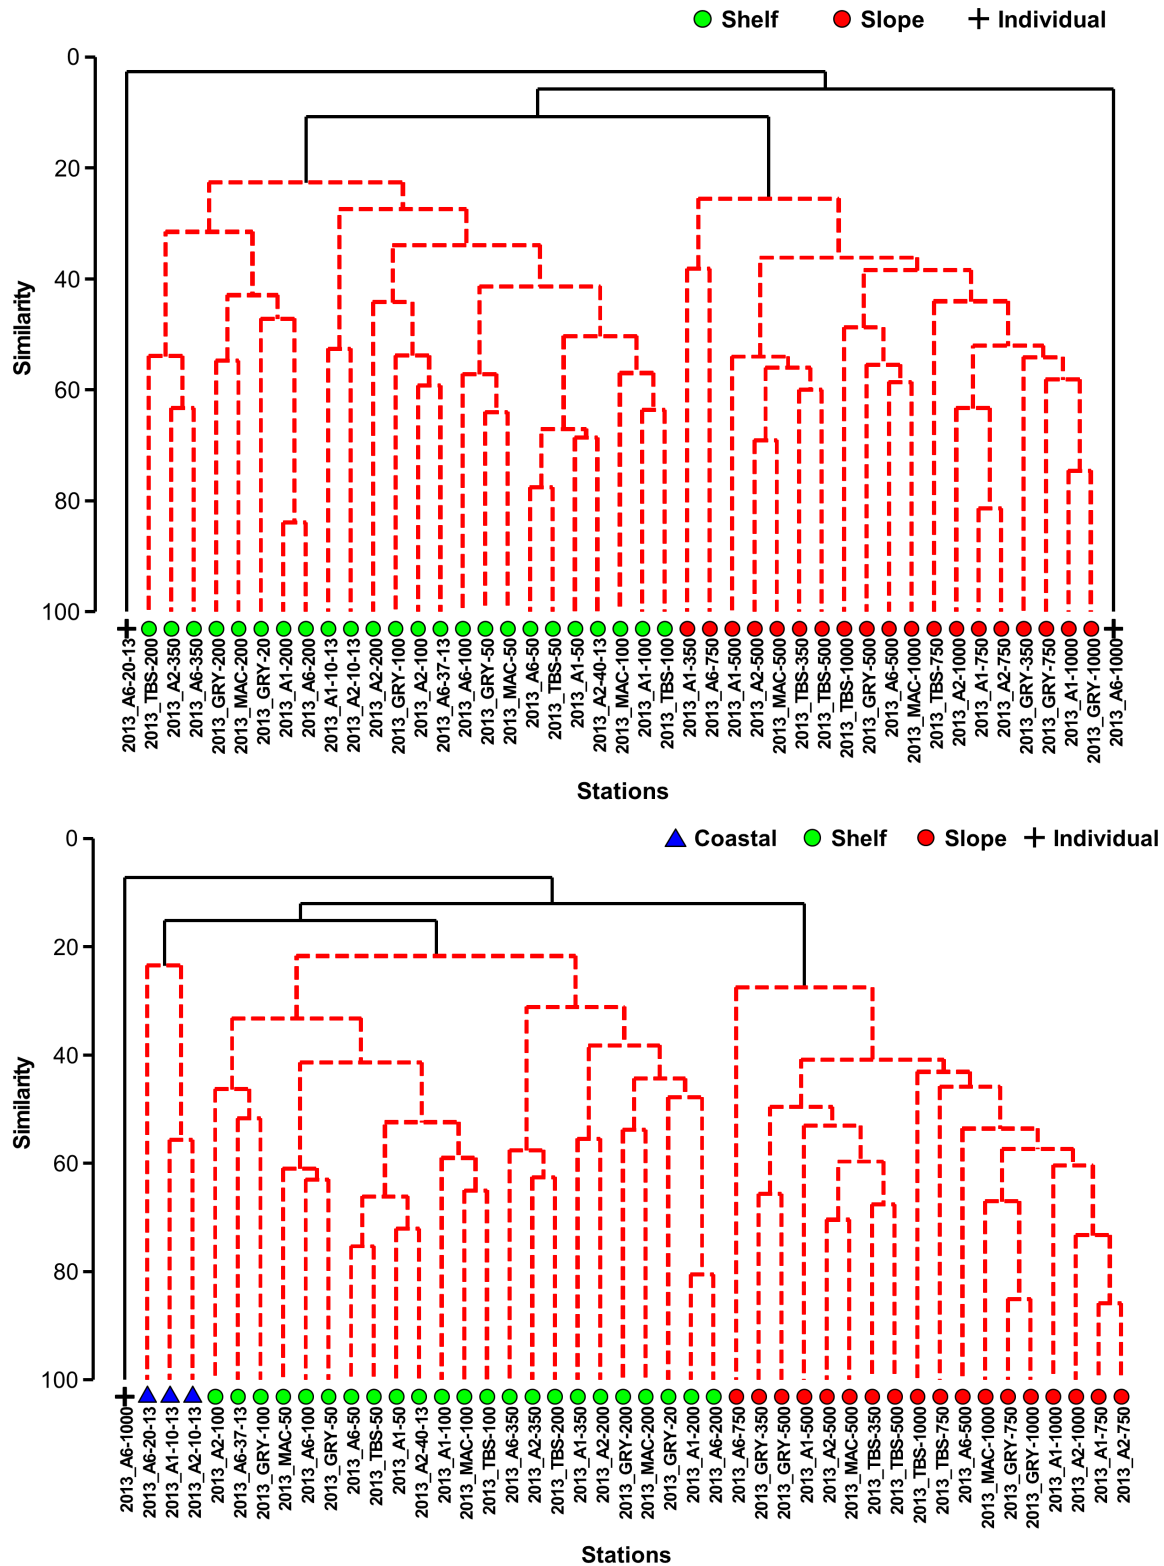 Shelf Slope Individual
0
20
40
60
80
100
Similarity
2013_A6-20-13
2013_TBS-200
2013_A2-350
2013_A6-350
2013_GRY-200
2013_MAC-200
2013_GRY-20
2013_A1-200
2013_A6-200
2013_A1-10-13
2013_A2-10-13
2013_A2-200
2013_GRY-100
2013_A2-100
2013_A6-37-13
2013_A6-100
2013_GRY-50
2013_MAC-50
2013_A6-50
2013_TBS-50
2013_A1-50
2013_A2-40-13
2013_MAC-100
2013_A1-100
2013_TBS-100
2013_A1-350
2013_A6-750
2013_A1-500
2013_A2-500
2013_MAC-500
2013_TBS-350
2013_TBS-500
2013_TBS-1000
2013_GRY-500
2013_A6-500
2013_MAC-1000
2013_TBS-750
2013_A2-1000
2013_A1-750
2013_A2-750
2013_GRY-350
2013_GRY-750
2013_A1-1000
2013_GRY-1000
2013_A6-1000
Stations
Coastal Shelf Slope Individual
0
20
40
60
80
100
Similarity
2013_A6-1000
2013_A6-20-13
2013_A1-10-13
2013_A2-10-13
2013_A2-100
2013_A6-37-13
2013_GRY-100
2013_MAC-50
2013_A6-100
2013_GRY-50
2013_A6-50
2013_TBS-50
2013_A1-50
2013_A2-40-13
2013_A1-100
2013_MAC-100
2013_TBS-100
2013_A6-350
2013_A2-350
2013_TBS-200
2013_A1-350
2013_A2-200
2013_GRY-200
2013_MAC-200
2013_GRY-20
2013_A1-200
2013_A6-200
2013_A6-750
2013_GRY-350
2013_GRY-500
2013_A1-500
2013_A2-500
2013_MAC-500
2013_TBS-350
2013_TBS-500
2013_TBS-1000
2013_TBS-750
2013_A6-500
2013_MAC-1000
2013_GRY-750
2013_GRY-1000
2013_A1-1000
2013_A2-1000
2013_A1-750
2013_A2-750
Stations